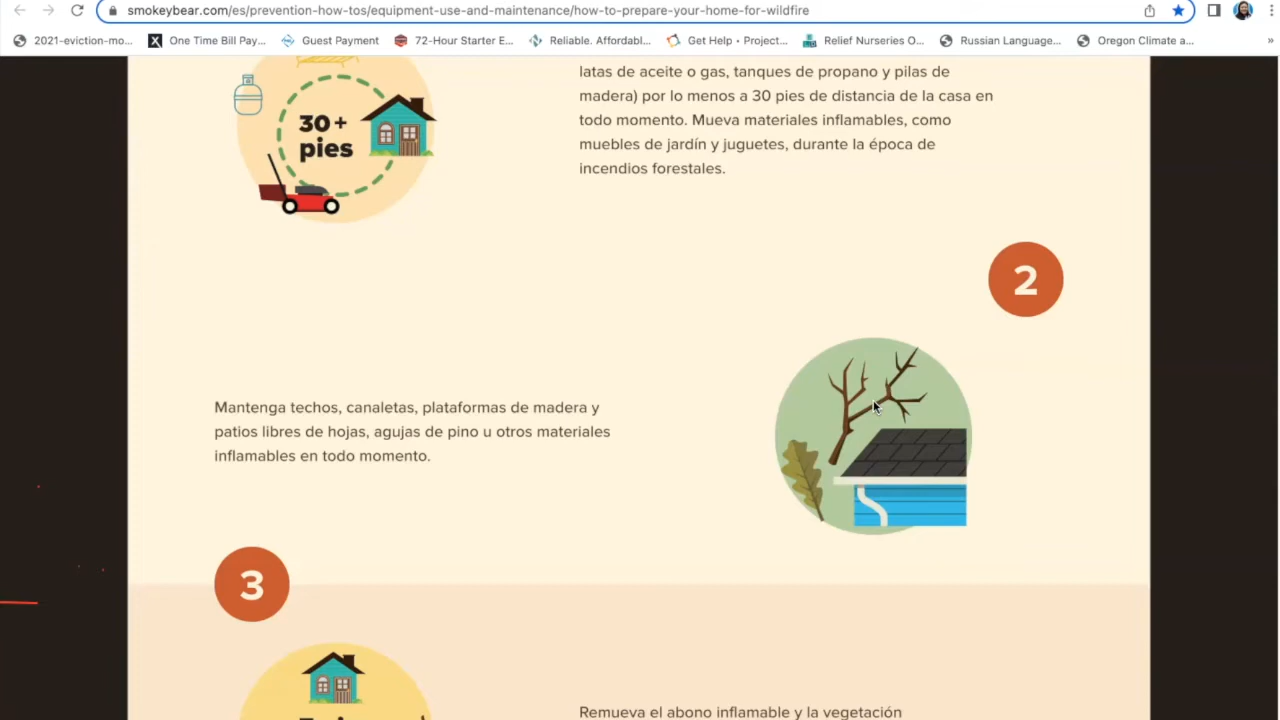 smokeybear.com/es/prevention-how-tos/equipment-use-and-maintenance/how-to-prepare-your-home-for-wildfire
2021-eviction-mo...
One Time Bill Pay...
Guest Payment
72-Hour Starter E...
Reliable. Affordabl...
Get Help • Project...
Relief Nurseries O...
Russian Language...
Oregon Climate a...
»
30+
pies
latas de aceite o gas, tanques de propano y pilas de
madera) por lo menos a 30 pies de distancia de la casa en
todo momento. Mueva materiales inflamables, como
muebles de jardín y juguetes, durante la época de
incendios forestales.
2
Mantenga techos, canaletas, plataformas de madera y
patios libres de hojas, agujas de pino u otros materiales
inflamables en todo momento.
3
Remueva el abono inflamable y la vegetación